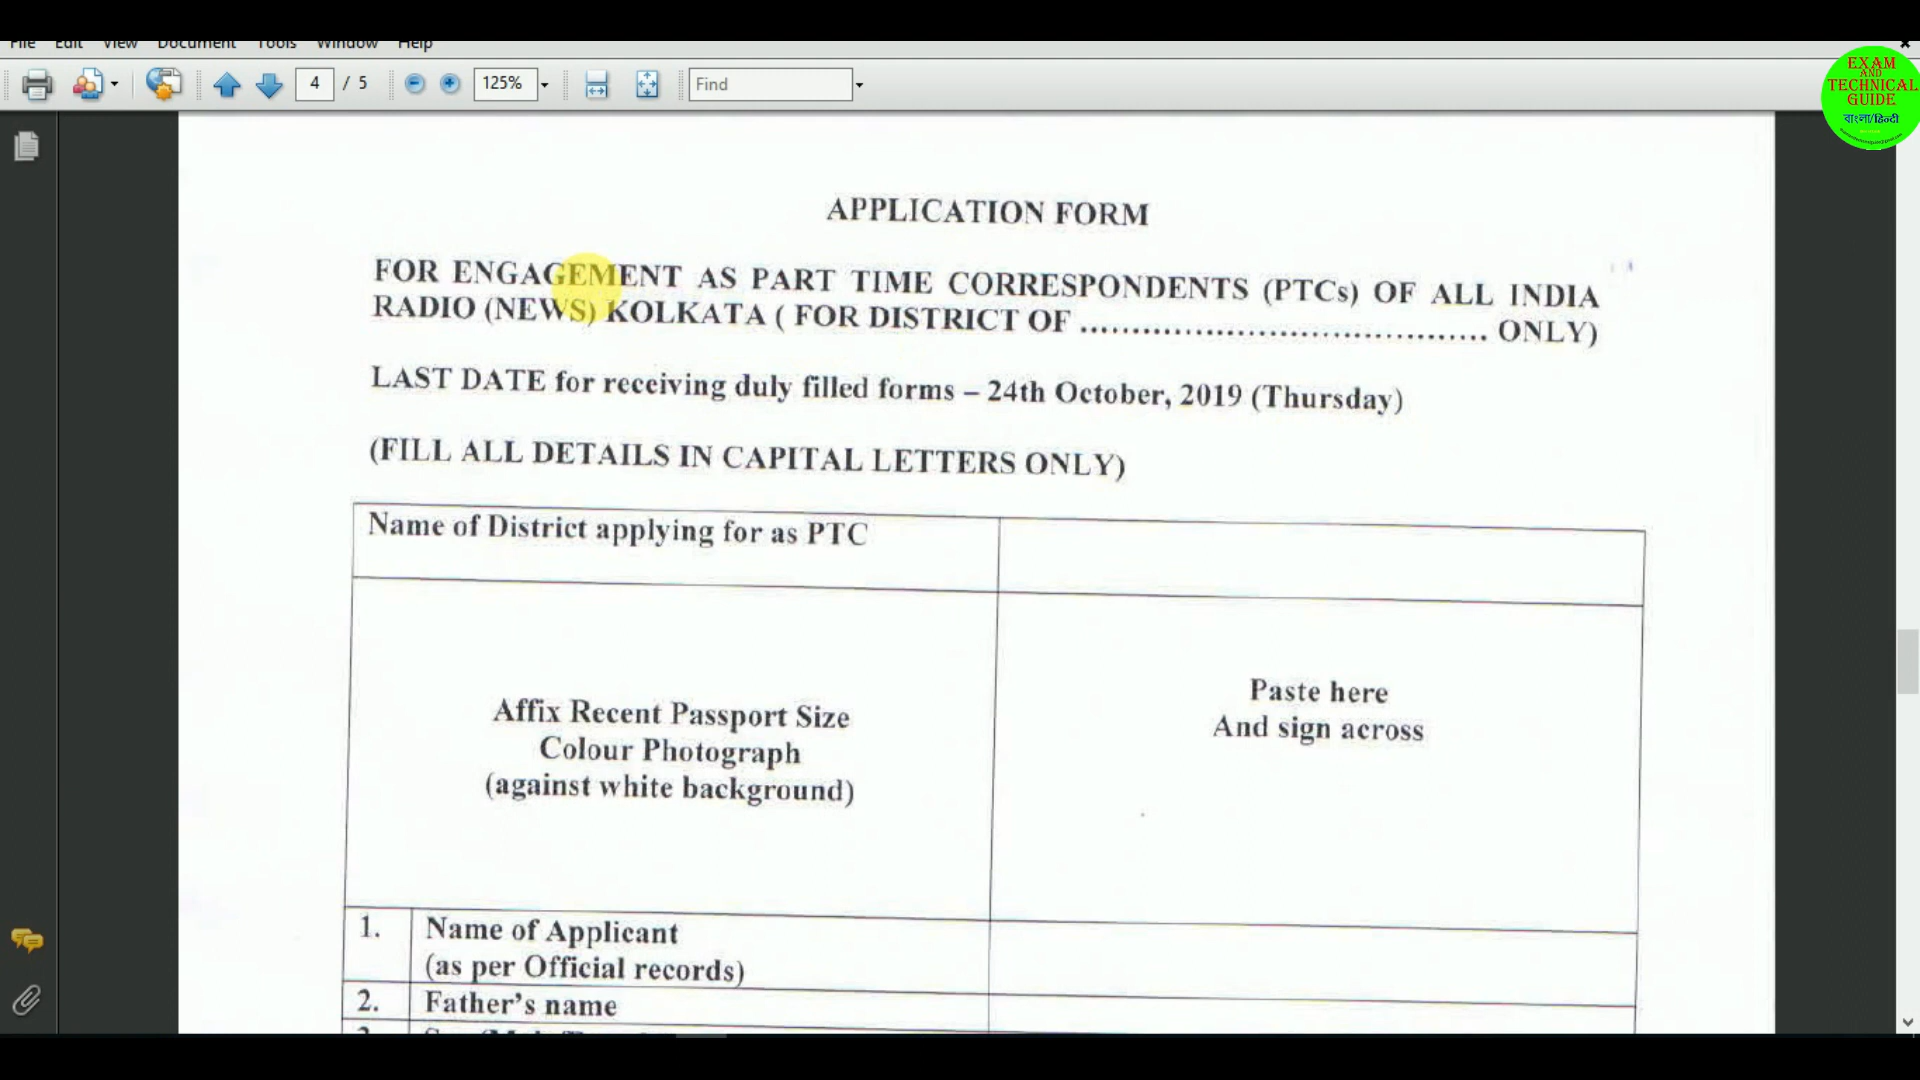 File Edit View Document Tools Window Help
4 / 5 125% Find
EXAM
AND
TECHNICAL
GUIDE
বাংলা/हिन्दी
APPLICATION FORM
FOR ENGAGEMENT AS PART TIME CORRESPONDENTS (PTCs) OF ALL INDIA
RADIO (NEWS) KOLKATA ( FOR DISTRICT OF ........................................ ONLY)
LAST DATE for receiving duly filled forms – 24th October, 2019 (Thursday)
(FILL ALL DETAILS IN CAPITAL LETTERS ONLY)
Name of District applying for as PTC
Affix Recent Passport Size
Colour Photograph
(against white background)
Paste here
And sign across
1. Name of Applicant
(as per Official records)
2. Father's name